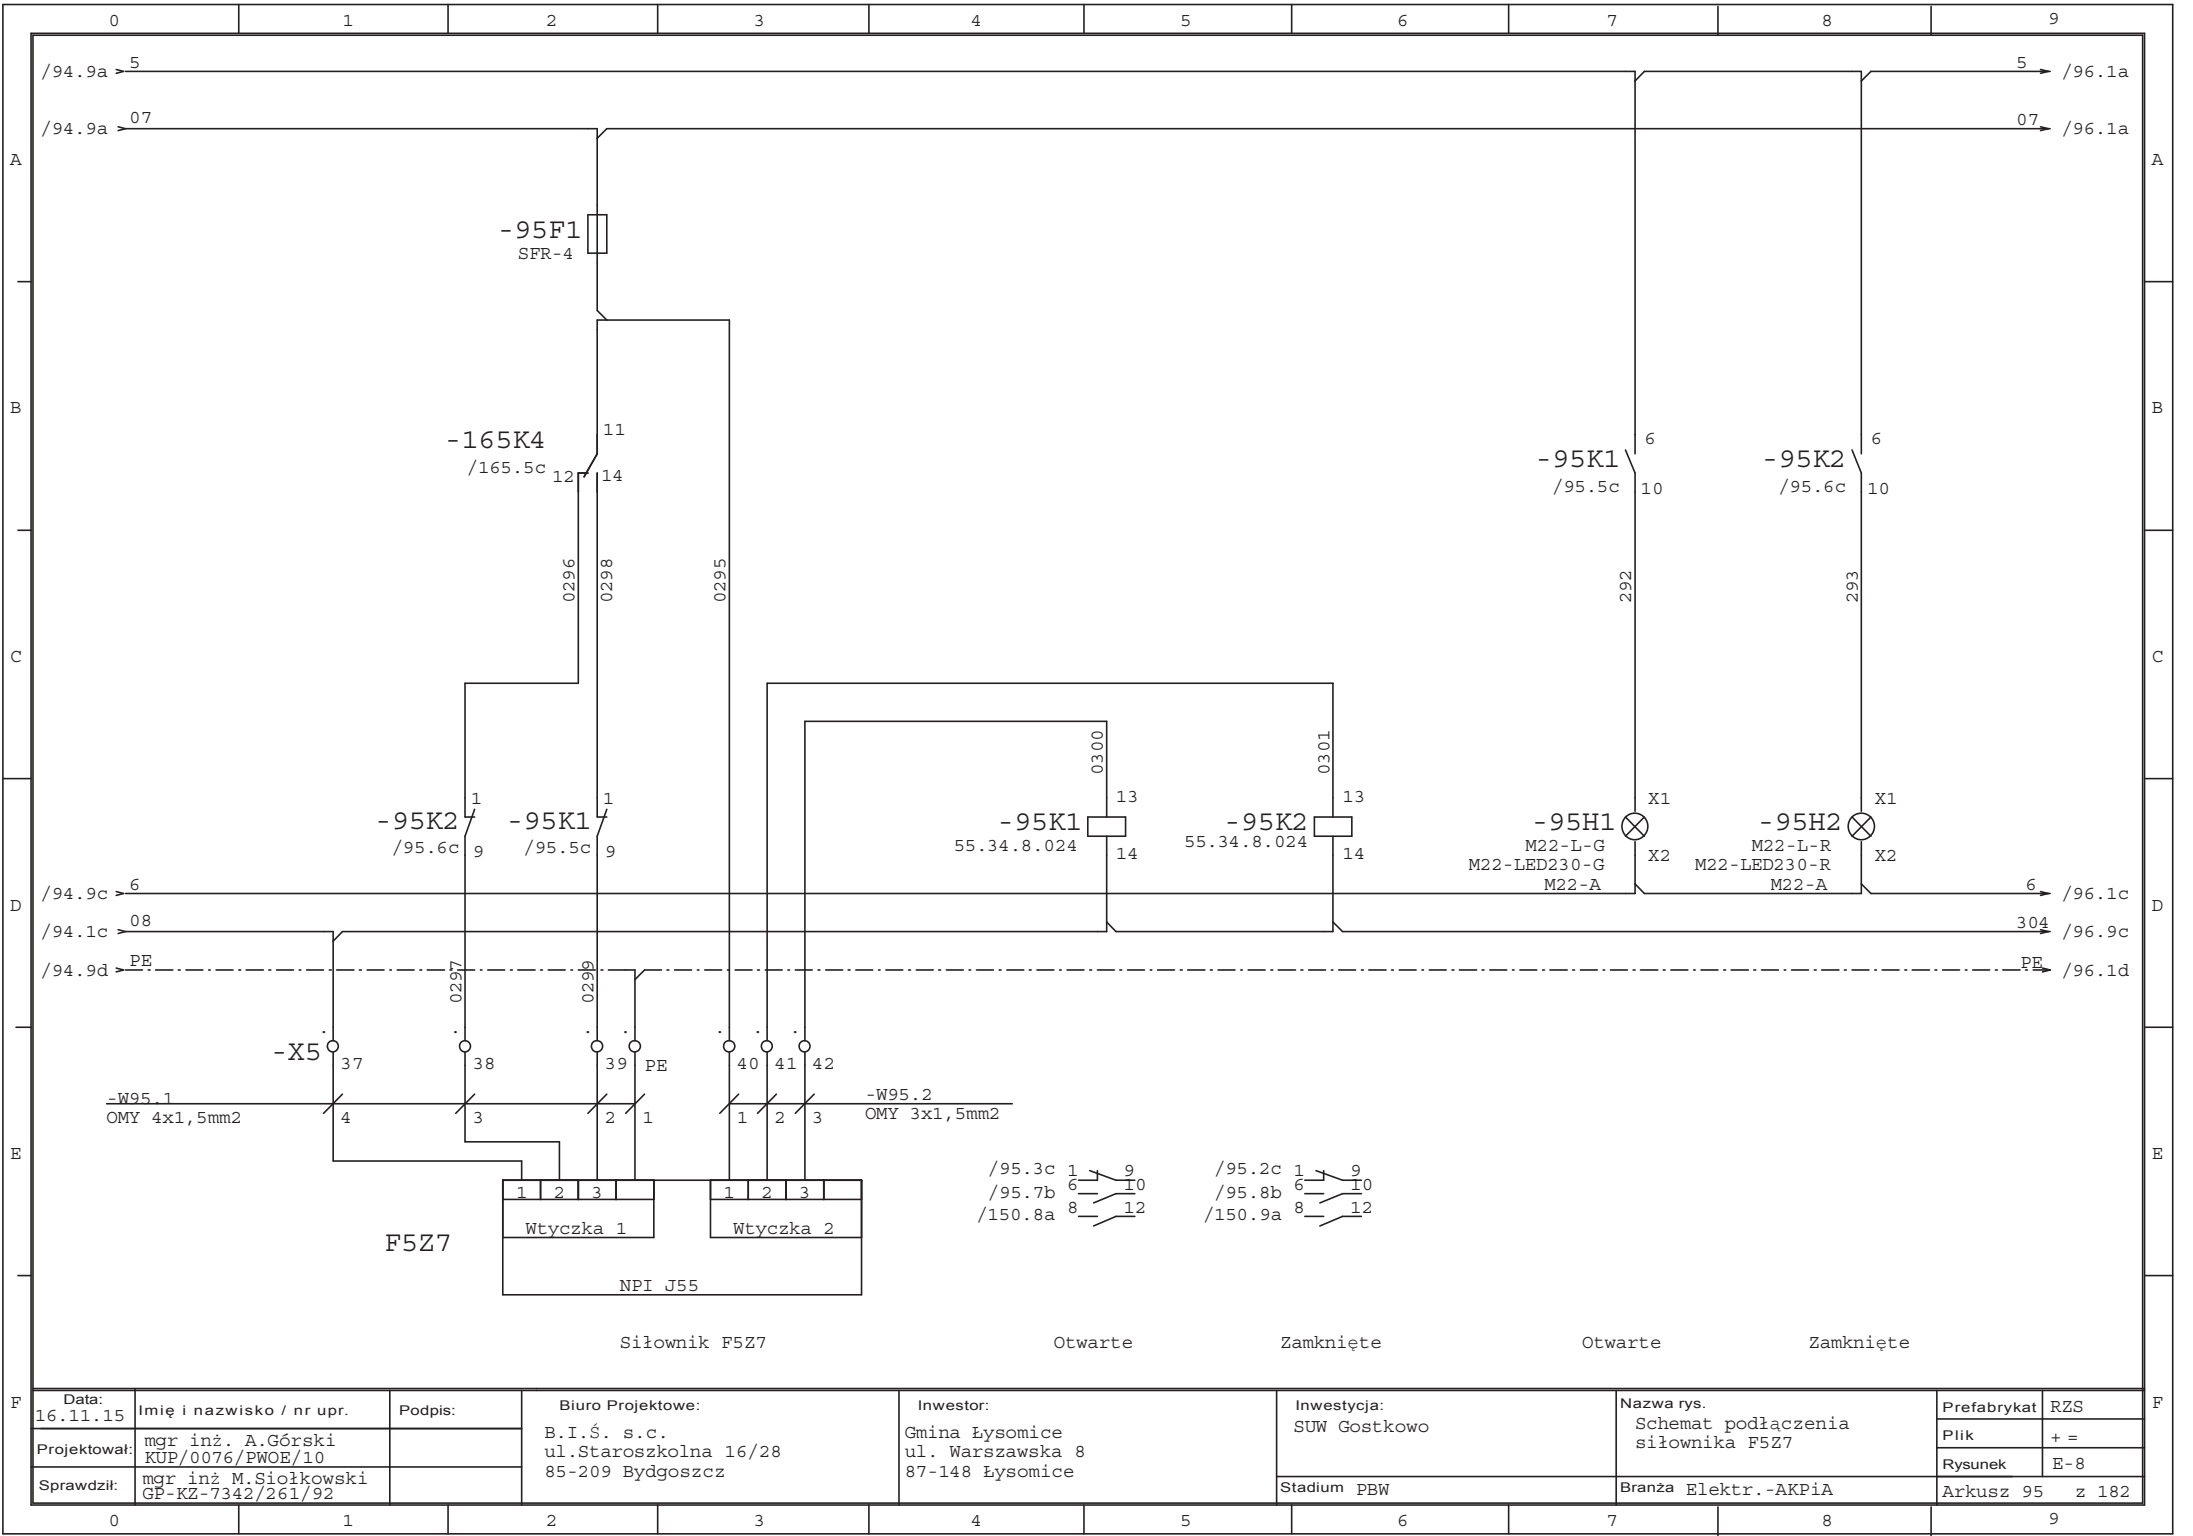 0 1 2 3 4 5 6 7 8 9
/94.9a 5 5 /96.1a
/94.9a 07 07 /96.1a
A A
-95F1
SFR-4
B B
-165K4 11
/165.5c 12 14
-95K1 6
/95.5c 10
-95K2 6
/95.6c 10
0296 0298 0295 292 293
C C
0300 0301
-95K2 1
/95.6c 9
-95K1 1
/95.5c 9
-95K1 13
55.34.8.024 14
-95K2 13
55.34.8.024 14
-95H1 X1
M22-L-G X2
M22-LED230-G
M22-A
-95H2 X1
M22-L-R X2
M22-LED230-R
M22-A
/94.9c 6 6 /96.1c
D D
/94.1c 08 304 /96.9c
/94.9d PE PE /96.1d
0297 0299
-X5 37 38 39 PE 40 41 42
-W95.1
OMY 4x1,5mm2
4 3 2 1 1 2 3
-W95.2
OMY 3x1,5mm2
E E
1 2 3 1 2 3
Wtyczka 1 Wtyczka 2
F5Z7
NPI J55
/95.3c 1 9
/95.7b 6 10
/150.8a 8 12
/95.2c 1 9
/95.8b 6 10
/150.9a 8 12
Siłownik F5Z7 Otwarte Zamknięte Otwarte Zamknięte
F F
Data:
16.11.15
Imię i nazwisko / nr upr.
Podpis:
Projektował:
mgr inż. A.Górski
KUP/0076/PWOE/10
Sprawdził:
mgr inż M.Siołkowski
GP-KZ-7342/261/92
Biuro Projektowe:
B.I.Ś. s.c.
ul.Staroszkolna 16/28
85-209 Bydgoszcz
Inwestor:
Gmina Łysomice
ul. Warszawska 8
87-148 Łysomice
Inwestycja:
SUW Gostkowo
Stadium PBW
Nazwa rys.
Schemat podłączenia
siłownika F5Z7
Branża Elektr.-AKPiA
Prefabrykat RZS
Plik + =
Rysunek E-8
Arkusz 95 z 182
0 1 2 3 4 5 6 7 8 9